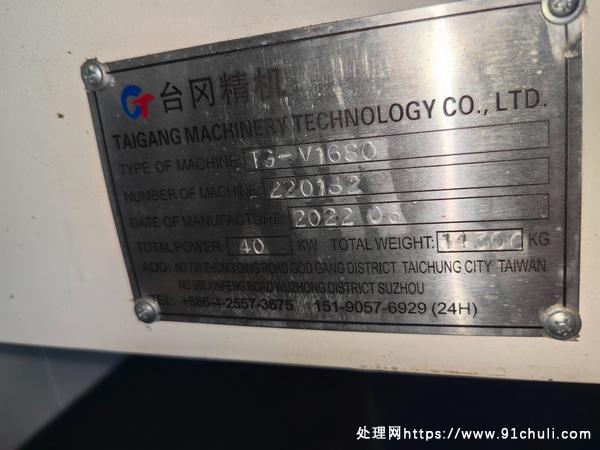 GT 台冈精机
TAIGANG MACHINERY TECHNOLOGY CO., LTD.
TYPE OF MACHINE: TG-V1680
NUMBER OF MACHINE: 220182
DATE OF MANUFACTURE: 2022 06
TOTAL POWER: 40 KW TOTAL WEIGHT: 14300 KG
ADD: NO 728 ZHONG QING ROAD GOD GANG DISTRICT TAICHUNG CITY TAIWAN
NO 388 XINFENG ROAD WUZHONG DISTRICT SUZHOU
TEL: +886-4-2557-3675 151-9057-6929 (24H)
处理网https://www.91chuli.com/